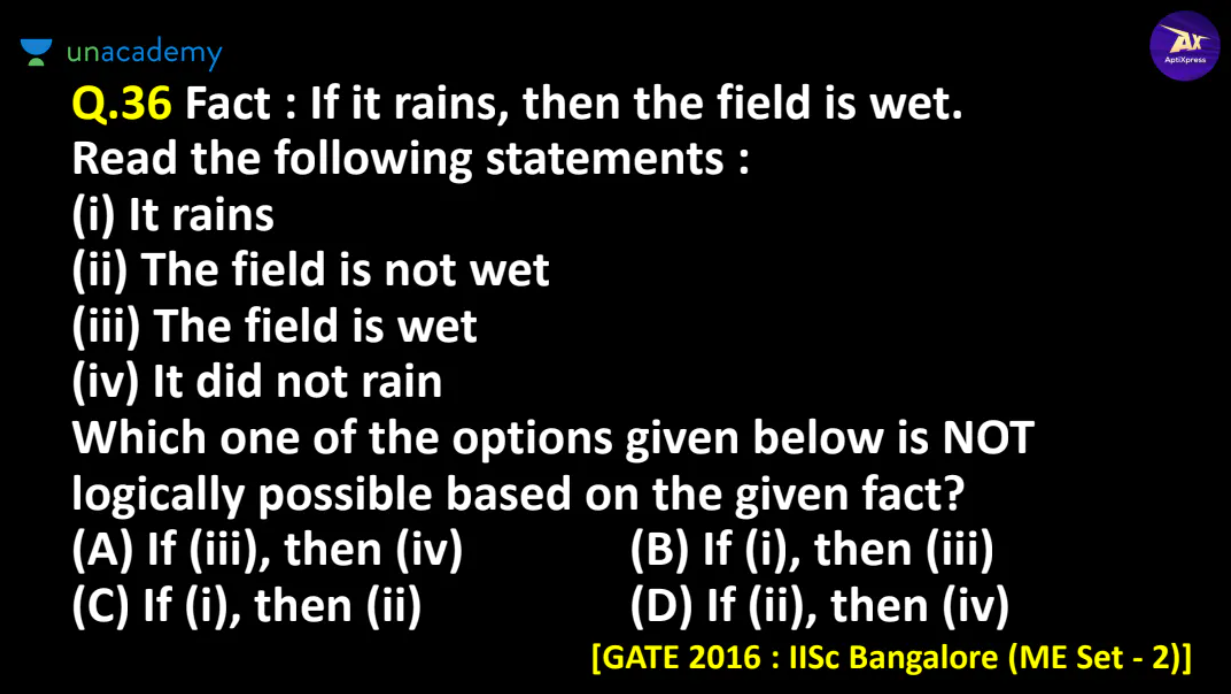 unacademy
AX
AptiXpress
Q.36 Fact : If it rains, then the field is wet.
Read the following statements :
(i) It rains
(ii) The field is not wet
(iii) The field is wet
(iv) It did not rain
Which one of the options given below is NOT
logically possible based on the given fact?
(A) If (iii), then (iv) (B) If (i), then (iii)
(C) If (i), then (ii) (D) If (ii), then (iv)
[GATE 2016 : IISc Bangalore (ME Set - 2)]